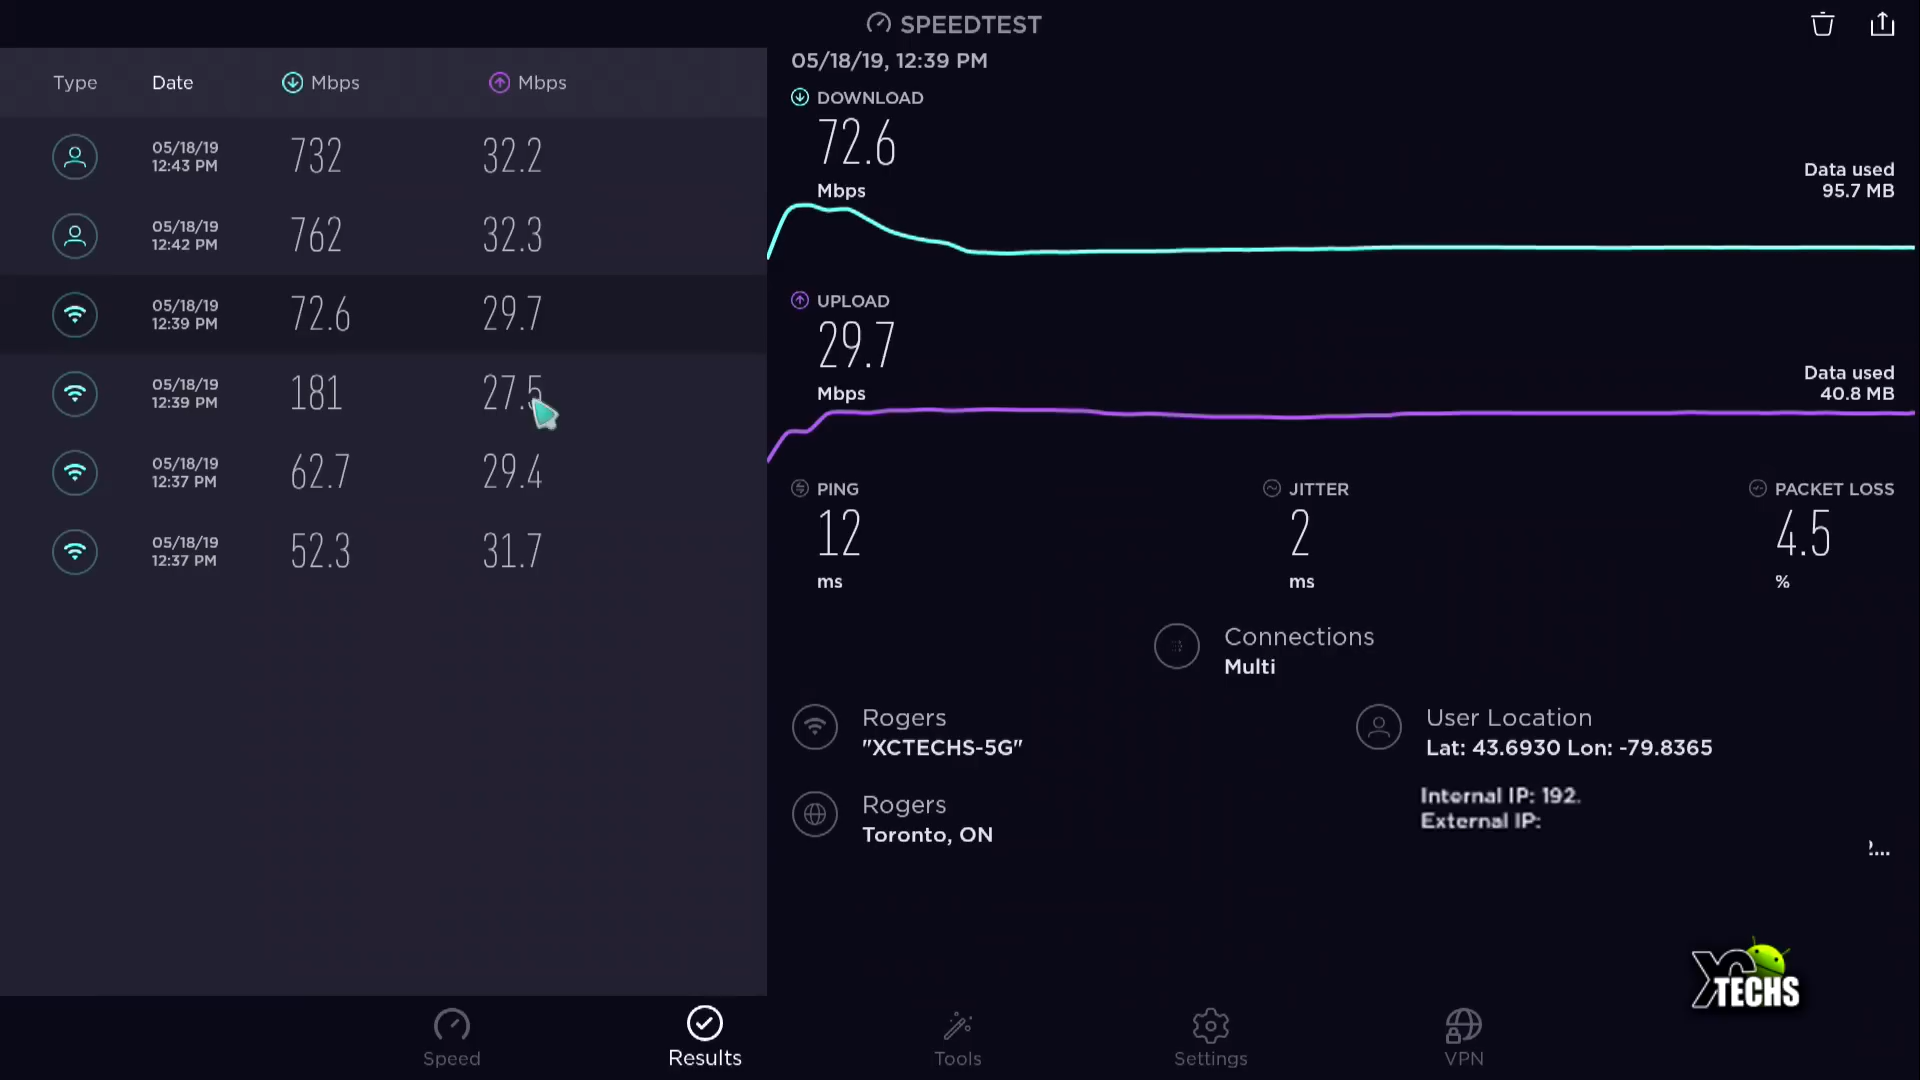 SPEEDTEST
Type Date Mbps Mbps
05/18/19
12:43 PM
732 32.2
05/18/19
12:42 PM
762 32.3
05/18/19
12:39 PM
72.6 29.7
05/18/19
12:39 PM
181 27.5
05/18/19
12:37 PM
62.7 29.4
05/18/19
12:37 PM
52.3 31.7
05/18/19, 12:39 PM
DOWNLOAD
72.6
Mbps
Data used
95.7 MB
UPLOAD
29.7
Mbps
Data used
40.8 MB
PING JITTER PACKET LOSS
12 2 4.5
ms ms %
Connections
Multi
Rogers
"XCTECHS-5G"
User Location
Lat: 43.6930 Lon: -79.8365
Rogers
Toronto, ON
Internal IP: 192.
External IP:
...
XCTECHS
Speed Results Tools Settings VPN